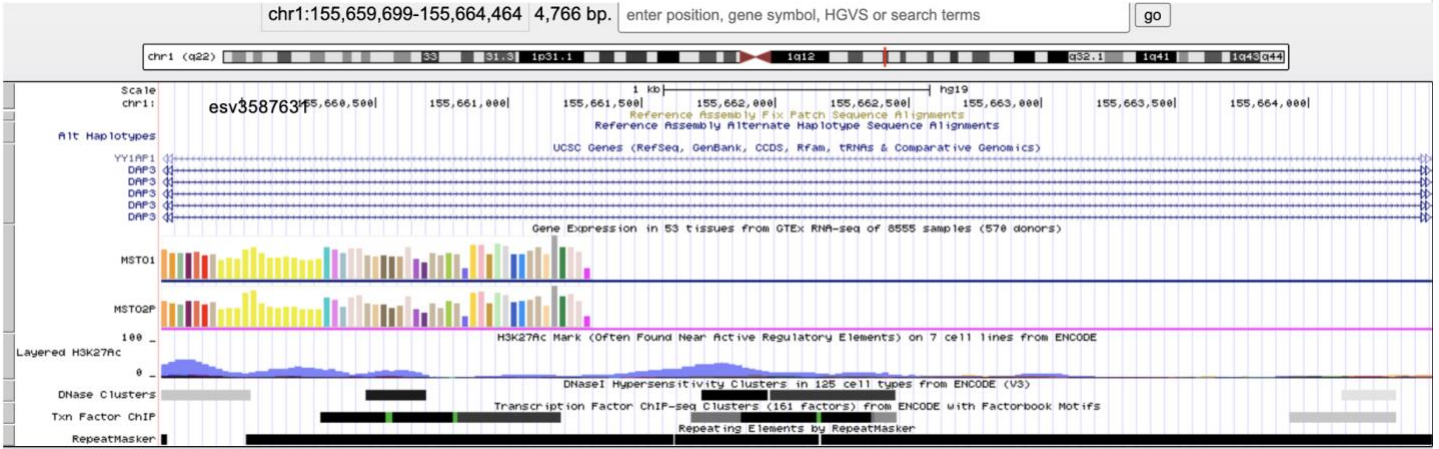 chr1:155,659,699-155,664,464 4,766 bp. enter position, gene symbol, HGVS or search terms go
chr1 (q22) 33 31.3 1p31.1 1q12 q32.1 1q41 1q43 q44
Scale 1 kb hg19
chr1: esv3587631 55,660,500| 155,661,000| 155,661,500| 155,662,000| 155,662,500| 155,663,000| 155,663,500| 155,664,000|
Reference Assembly Fix Patch Sequence Alignments
Reference Assembly Alternate Haplotype Sequence Alignments
Alt Haplotypes
UCSC Genes (RefSeq, GenBank, CCDS, Rfam, tRNAs & Comparative Genomics)
YY1AP1
DAP3
DAP3
DAP3
DAP3
DAP3
Gene Expression in 53 tissues from GTEx RNA-seq of 8555 samples (570 donors)
MSTO1
MSTO2P
H3K27Ac Mark (Often Found Near Active Regulatory Elements) on 7 cell lines from ENCODE
100 _
Layered H3K27Ac
0 _
DNaseI Hypersensitivity Clusters in 125 cell types from ENCODE (V3)
DNase Clusters
Transcription Factor ChIP-seq Clusters (161 factors) from ENCODE with Factorbook Motifs
Txn Factor ChIP
Repeating Elements by RepeatMasker
RepeatMasker